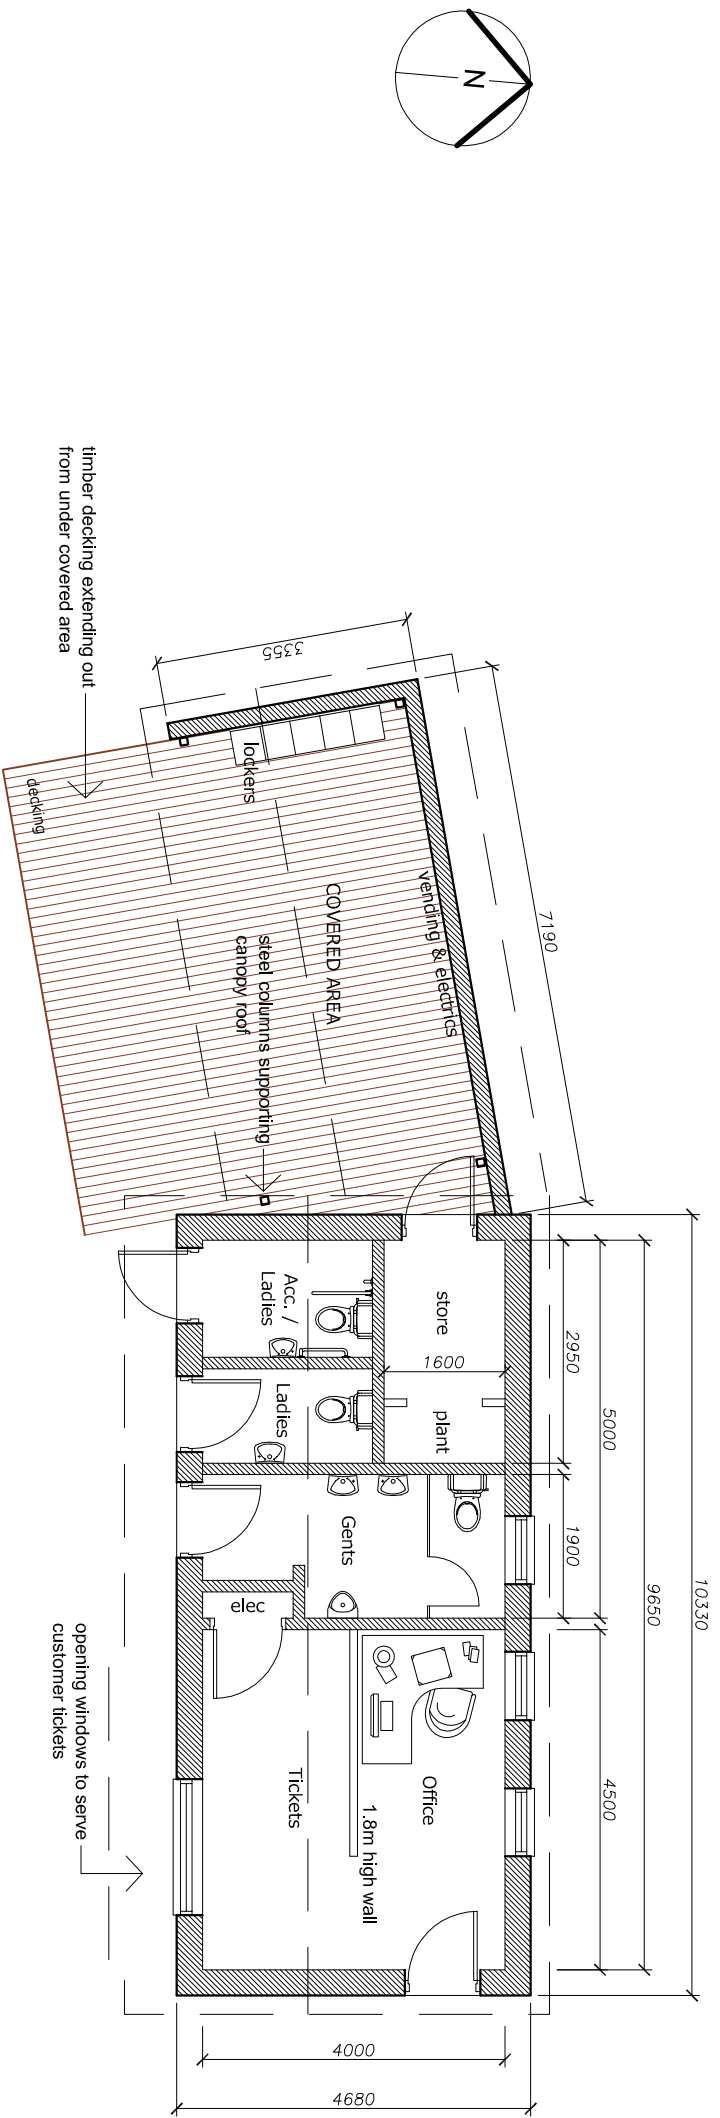 N
timber decking extending out
from under covered area
3355
7190
lockers
decking
vending & electrics
COVERED AREA
steel columns supporting
canopy roof
Acc. /
Ladies
store
1600
plant
Ladies
Gents
elec
Tickets
Office
1.8m high wall
opening windows to serve
customer tickets
2950
5000
1900
10330
9650
4500
4000
4680